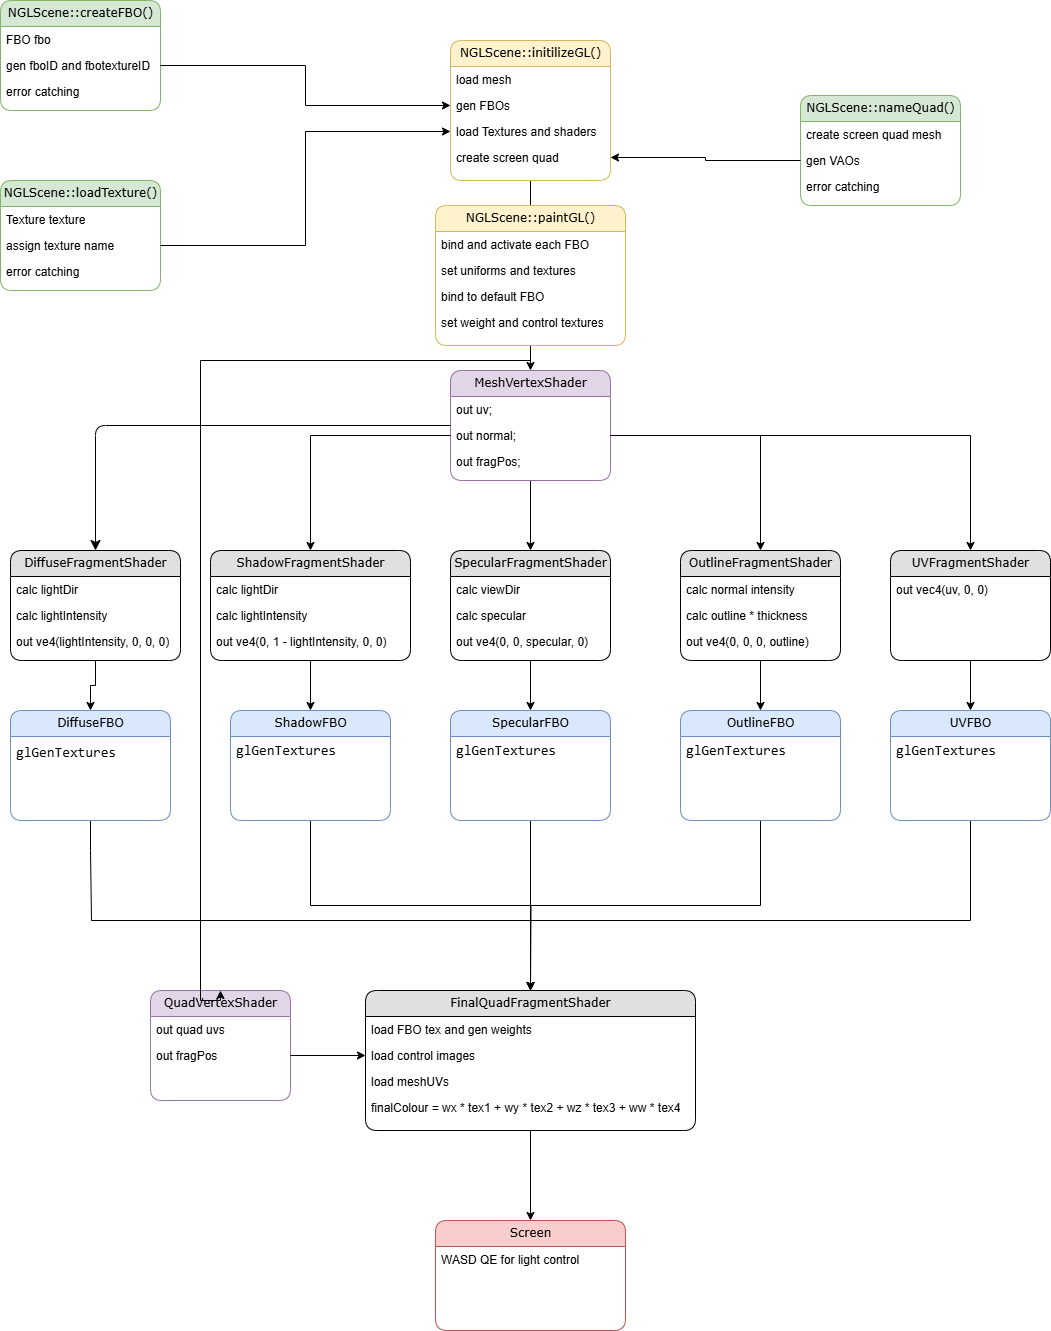 NGLScene::createFBO()
FBO fbo
gen fboID and fbotextureID
error catching
NGLScene::initilizeGL()
load mesh
gen FBOs
load Textures and shaders
create screen quad
NGLScene::nameQuad()
create screen quad mesh
gen VAOs
error catching
NGLScene::loadTexture()
Texture texture
assign texture name
error catching
NGLScene::paintGL()
bind and activate each FBO
set uniforms and textures
bind to default FBO
set weight and control textures
MeshVertexShader
out uv;
out normal;
out fragPos;
DiffuseFragmentShader
calc lightDir
calc lightIntensity
out ve4(lightIntensity, 0, 0, 0)
ShadowFragmentShader
calc lightDir
calc lightIntensity
out ve4(0, 1 - lightIntensity, 0, 0)
SpecularFragmentShader
calc viewDir
calc specular
out ve4(0, 0, specular, 0)
OutlineFragmentShader
calc normal intensity
calc outline * thickness
out ve4(0, 0, 0, outline)
UVFragmentShader
out vec4(uv, 0, 0)
DiffuseFBO
glGenTextures
ShadowFBO
glGenTextures
SpecularFBO
glGenTextures
OutlineFBO
glGenTextures
UVFBO
glGenTextures
QuadVertexShader
out quad uvs
out fragPos
FinalQuadFragmentShader
load FBO tex and gen weights
load control images
load meshUVs
finalColour = wx * tex1 + wy * tex2 + wz * tex3 + ww * tex4
Screen
WASD QE for light control